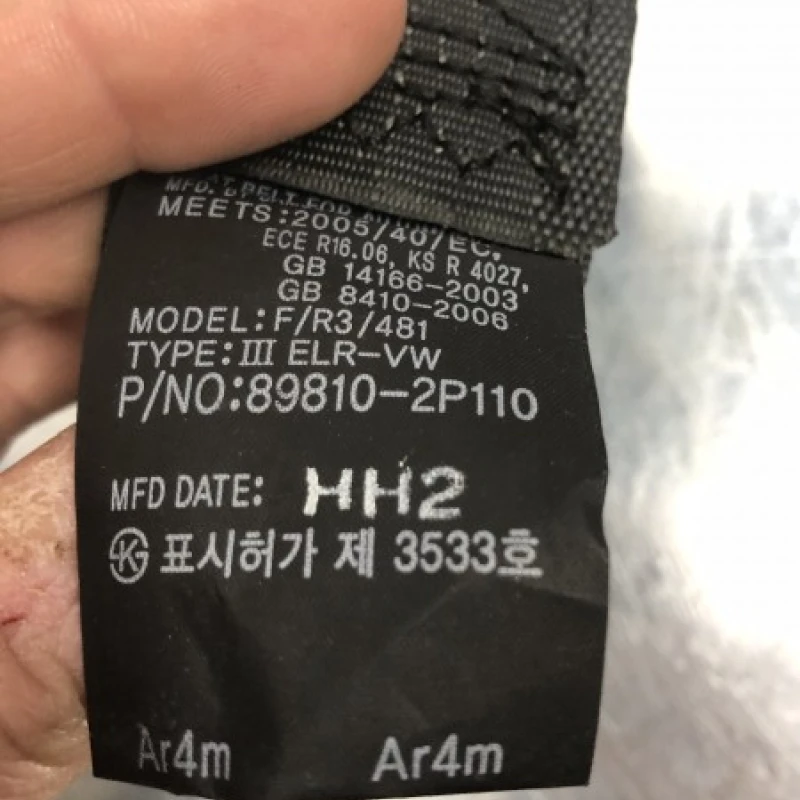 MEETS:2005/40/EC.
ECE R16.06, KS R 4027,
GB 14166-2003
GB 8410-2006
MODEL:F/R3/481
TYPE:Ⅲ ELR-VW
P/NO:89810-2P110
MFD DATE: HH2
표시허가 제 3533호
Ar4m Ar4m